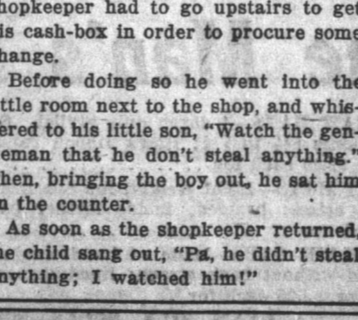 hopkeeper had to go upstairs to get
is cash-box in order to procure some
hange.
Before doing so he went into the
ttle room next to the shop, and whis-
ered to his little son, "Watch the gen-
eman that he don't steal anything."
hen, bringing the boy out, he sat him
n the counter.
As soon as the shopkeeper returned,
he child sang out, "Pa, he didn't steal
nything; I watched him!"